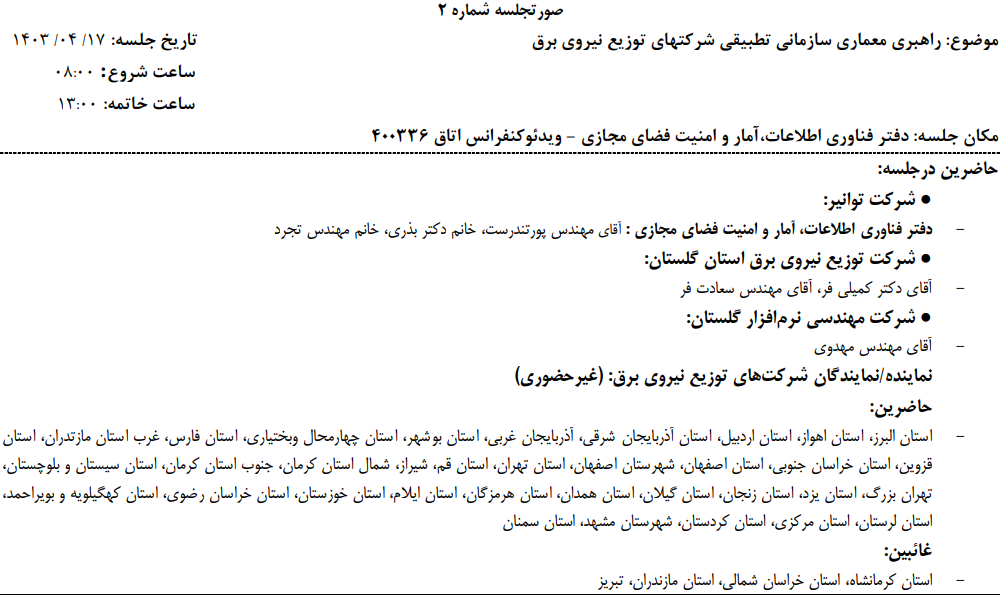 صورتجلسه شماره ۲
موضوع: راهبری معماری سازمانی تطبیقی شرکتهای توزیع نیروی برق
تاریخ جلسه: ۱۷/ ۰۴/ ۱۴۰۳
ساعت شروع: ۰۸:۰۰
ساعت خاتمه: ۱۳:۰۰
مکان جلسه: دفتر فناوری اطلاعات،آمار و امنیت فضای مجازی – ویدئوکنفرانس اتاق ۴۰۰۳۳۶
حاضرین درجلسه:
● شرکت توانیر:
- دفتر فناوری اطلاعات، آمار و امنیت فضای مجازی : آقای مهندس پورتندرست، خانم دکتر بذری، خانم مهندس تجرد
● شرکت توزیع نیروی برق استان گلستان:
- آقای دکتر کمیلی فر، آقای مهندس سعادت فر
● شرکت مهندسی نرم‌افزار گلستان:
- آقای مهندس مهدوی
نماینده/نمایندگان شرکت‌های توزیع نیروی برق: (غیرحضوری)
حاضرین:
- استان البرز، استان اهواز، استان اردبیل، استان آذربایجان شرقی، آذربایجان غربی، استان بوشهر، استان چهارمحال وبختیاری، استان فارس، غرب استان مازتدران، استان
قزوین، استان خراسان جنوبی، استان اصفهان، شهرستان اصفهان، استان تهران، استان قم، شیراز، شمال استان کرمان، جنوب استان کرمان، استان سیستان و بلوچستان،
تهران بزرگ، استان یزد، استان زنجان، استان گیلان، استان همدان، استان هرمزگان، استان ایلام، استان خوزستان، استان خراسان رضوی، استان کهگیلویه و بویراحمد،
استان لرستان، استان مرکزی، استان کردستان، شهرستان مشهد، استان سمنان
غائبین:
- استان کرمانشاه، استان خراسان شمالی، استان مازندران، تبریز